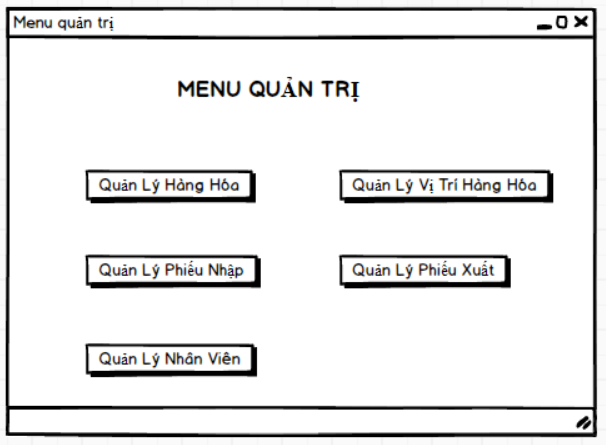 Menu quản trị
MENU QUẢN TRỊ
Quản Lý Hàng Hóa
Quản Lý Vị Trí Hàng Hóa
Quản Lý Phiếu Nhập
Quản Lý Phiếu Xuất
Quản Lý Nhân Viên